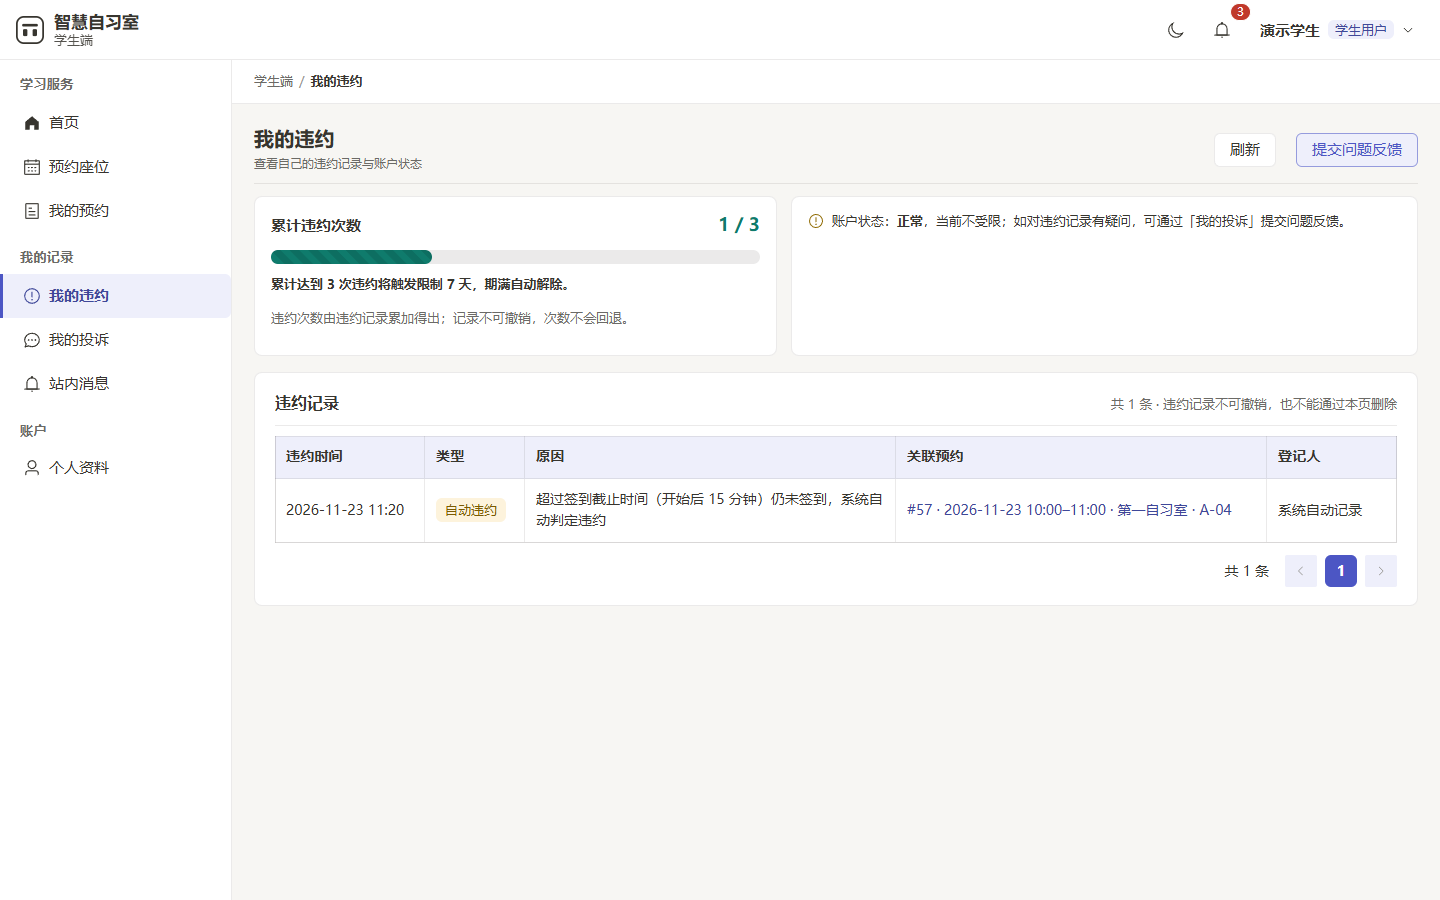 智慧自习室
学生端
3
演示学生
学生用户
学习服务
首页
预约座位
我的预约
我的记录
我的违约
我的投诉
站内消息
账户
个人资料
学生端 / 我的违约
我的违约
查看自己的违约记录与账户状态
刷新
提交问题反馈
累计违约次数
1 / 3
累计达到 3 次违约将触发限制 7 天，期满自动解除。
违约次数由违约记录累加得出；记录不可撤销，次数不会回退。
账户状态：正常，当前不受限；如对违约记录有疑问，可通过「我的投诉」提交问题反馈。
违约记录
共 1 条 · 违约记录不可撤销，也不能通过本页删除
违约时间 类型 原因 关联预约 登记人
2026-11-23 11:20
自动违约
超过签到截止时间（开始后 15 分钟）仍未签到，系统自
动判定违约
#57 · 2026-11-23 10:00–11:00 · 第一自习室 · A-04
系统自动记录
共 1 条
1